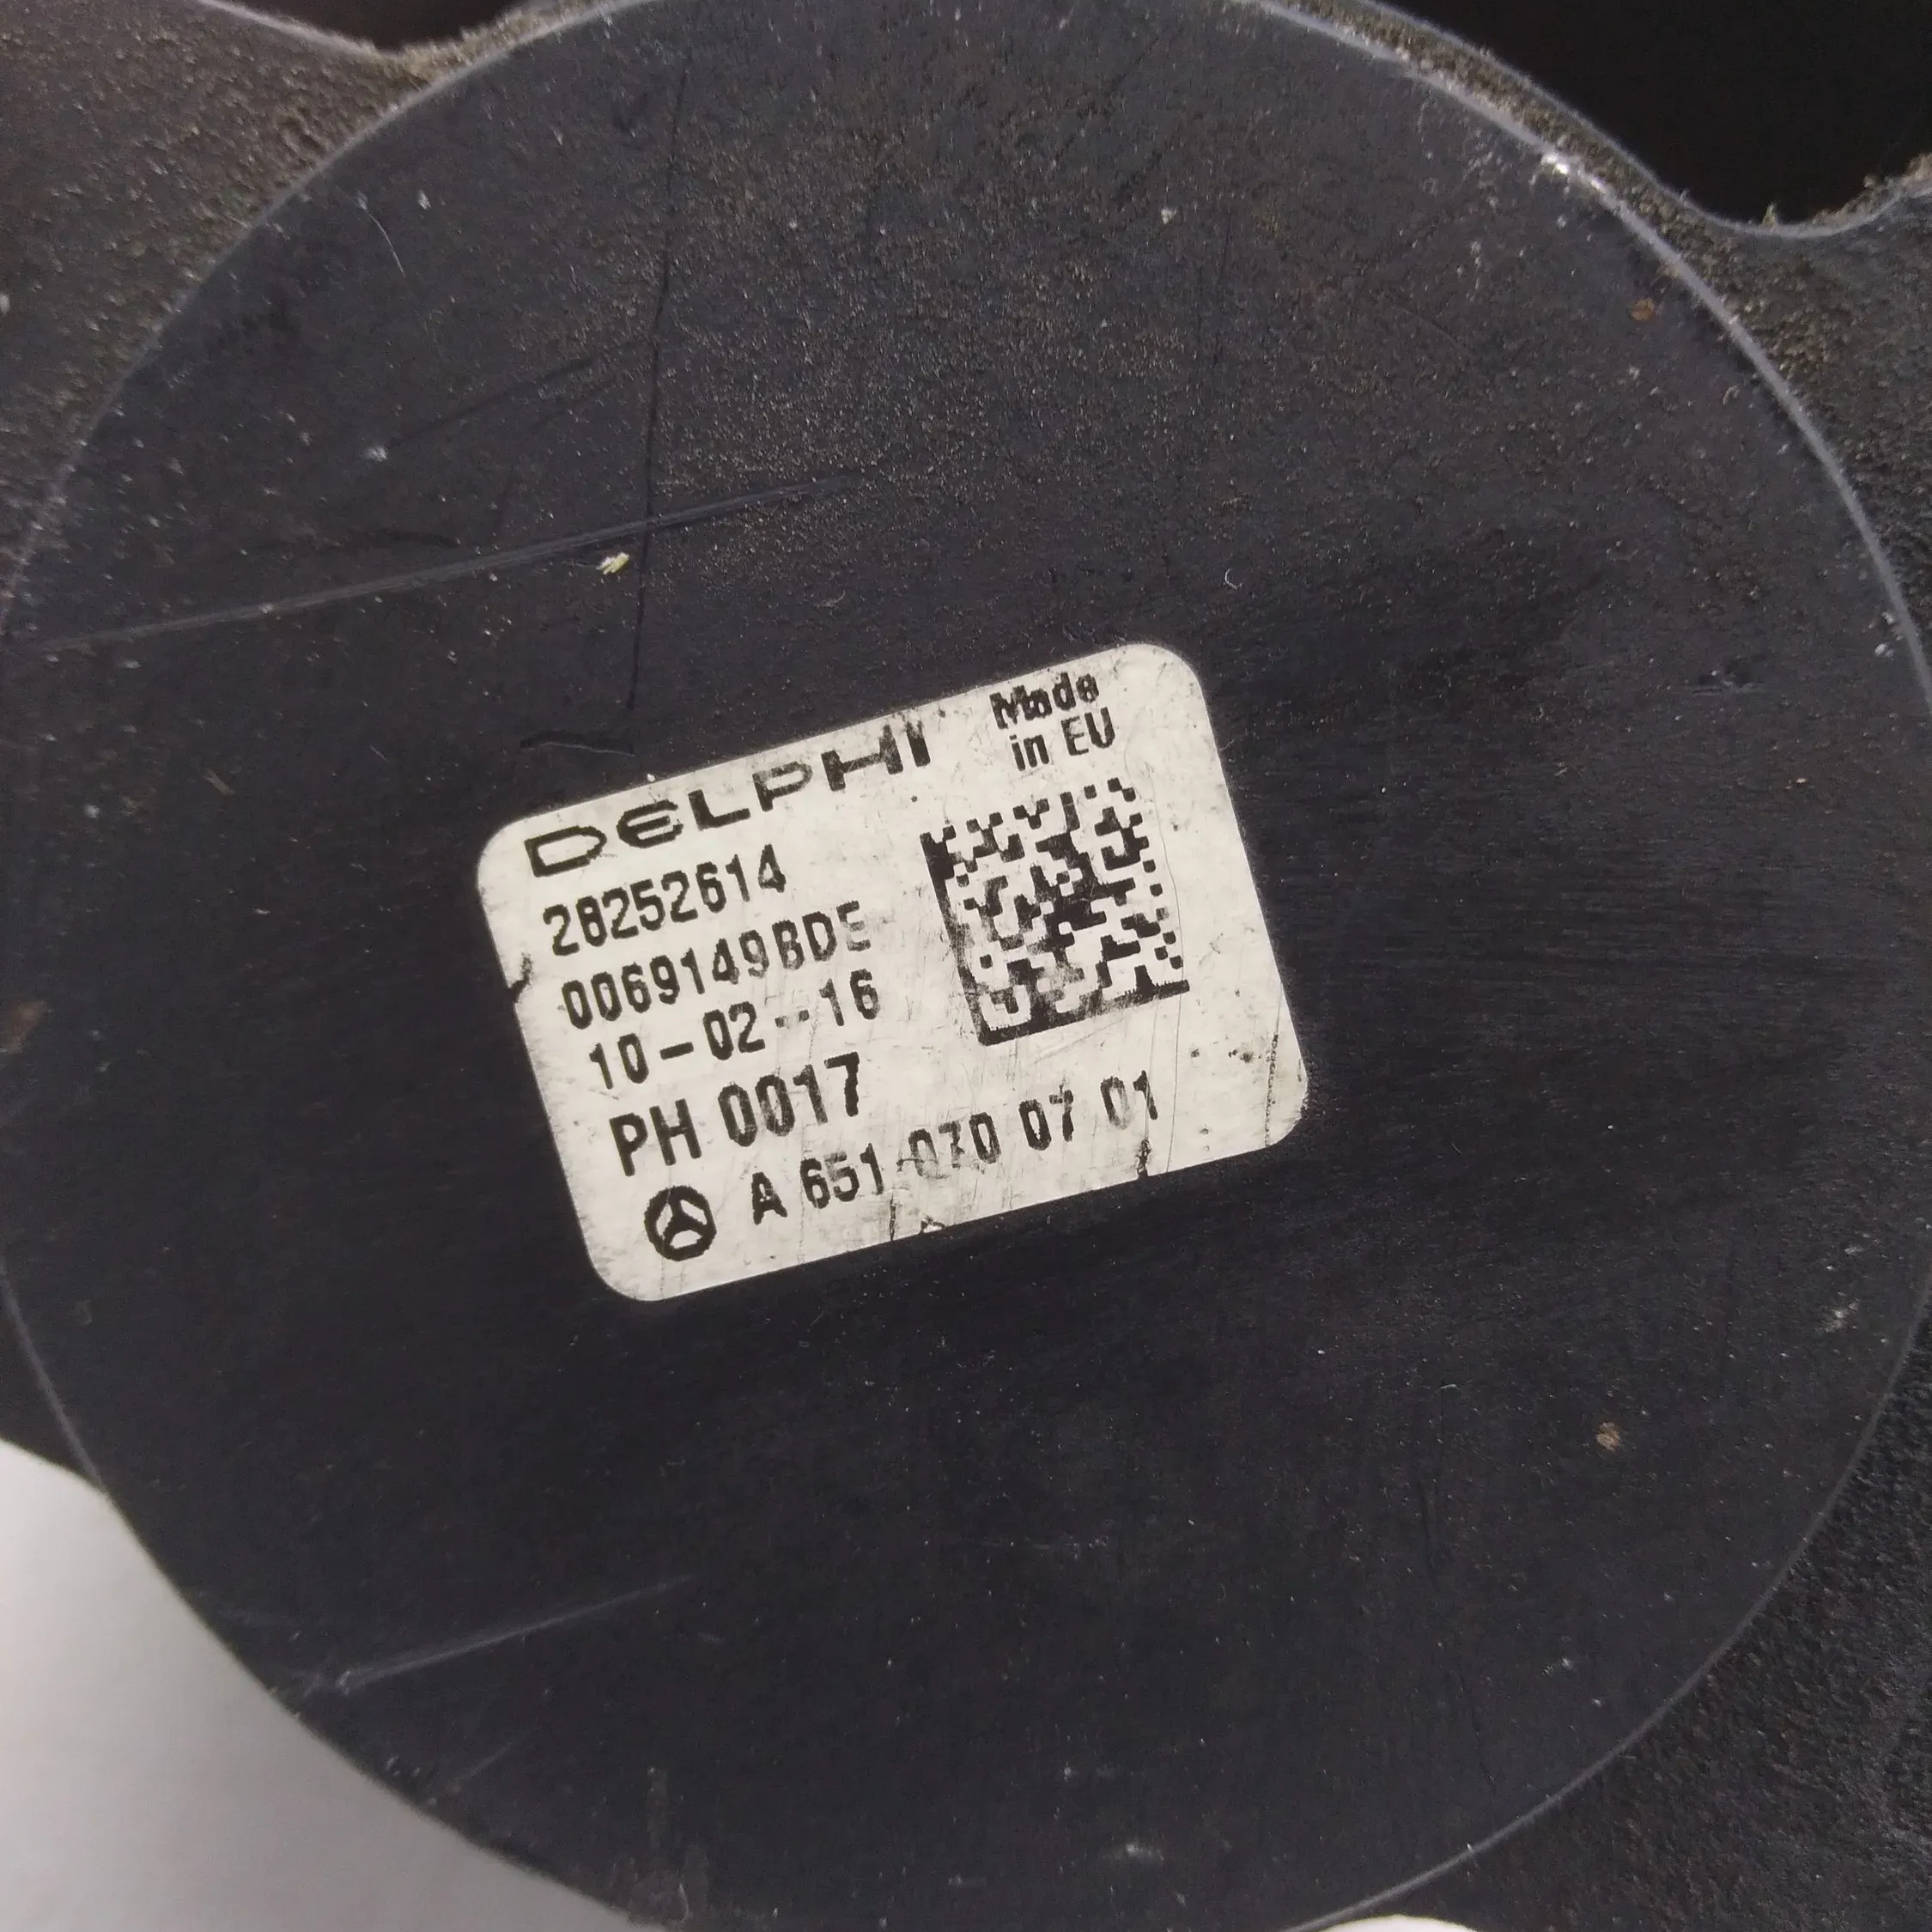 DELPHI
Made
in EU
28252614
0069149BDE
10-02--16
PH 0017
A 651 070 07 01